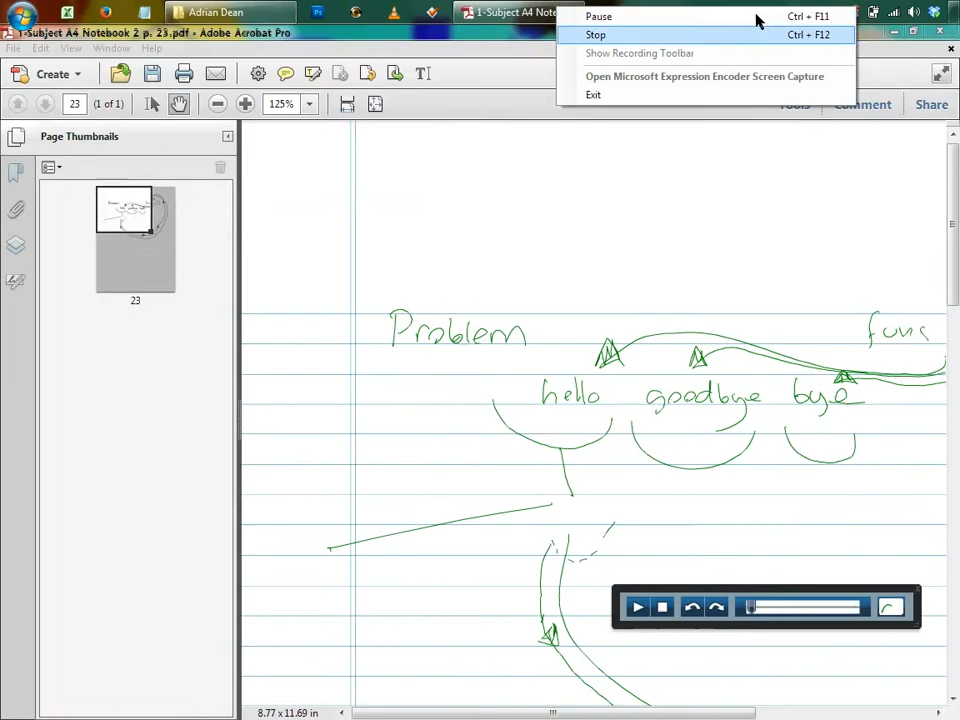 Adrian Dean
1-Subject A4 Note
Pause Ctrl + F11
Stop Ctrl + F12
Show Recording Toolbar
Open Microsoft Expression Encoder Screen Capture
Exit
1-Subject A4 Notebook 2 p. 23.pdf - Adobe Acrobat Pro
File Edit View Window Help
Create
23 (1 of 1) 125%
Tools Comment Share
Page Thumbnails
23
Problem func
hello goodbye bye
8.77 x 11.69 in